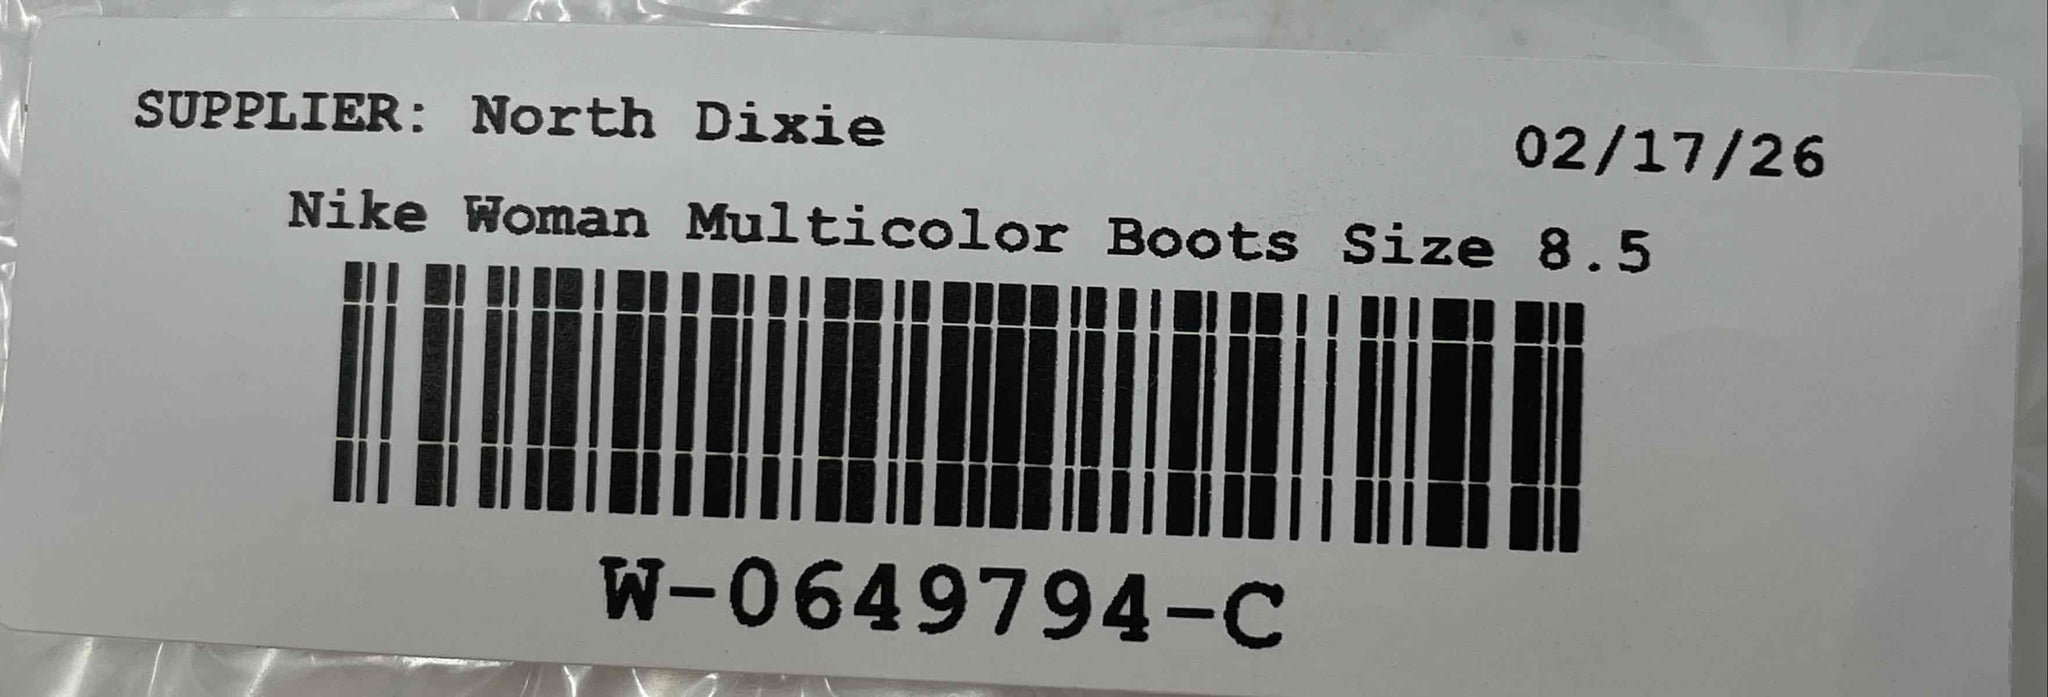 SUPPLIER: North Dixie 02/17/26
Nike Woman Multicolor Boots Size 8.5
W-0649794-C